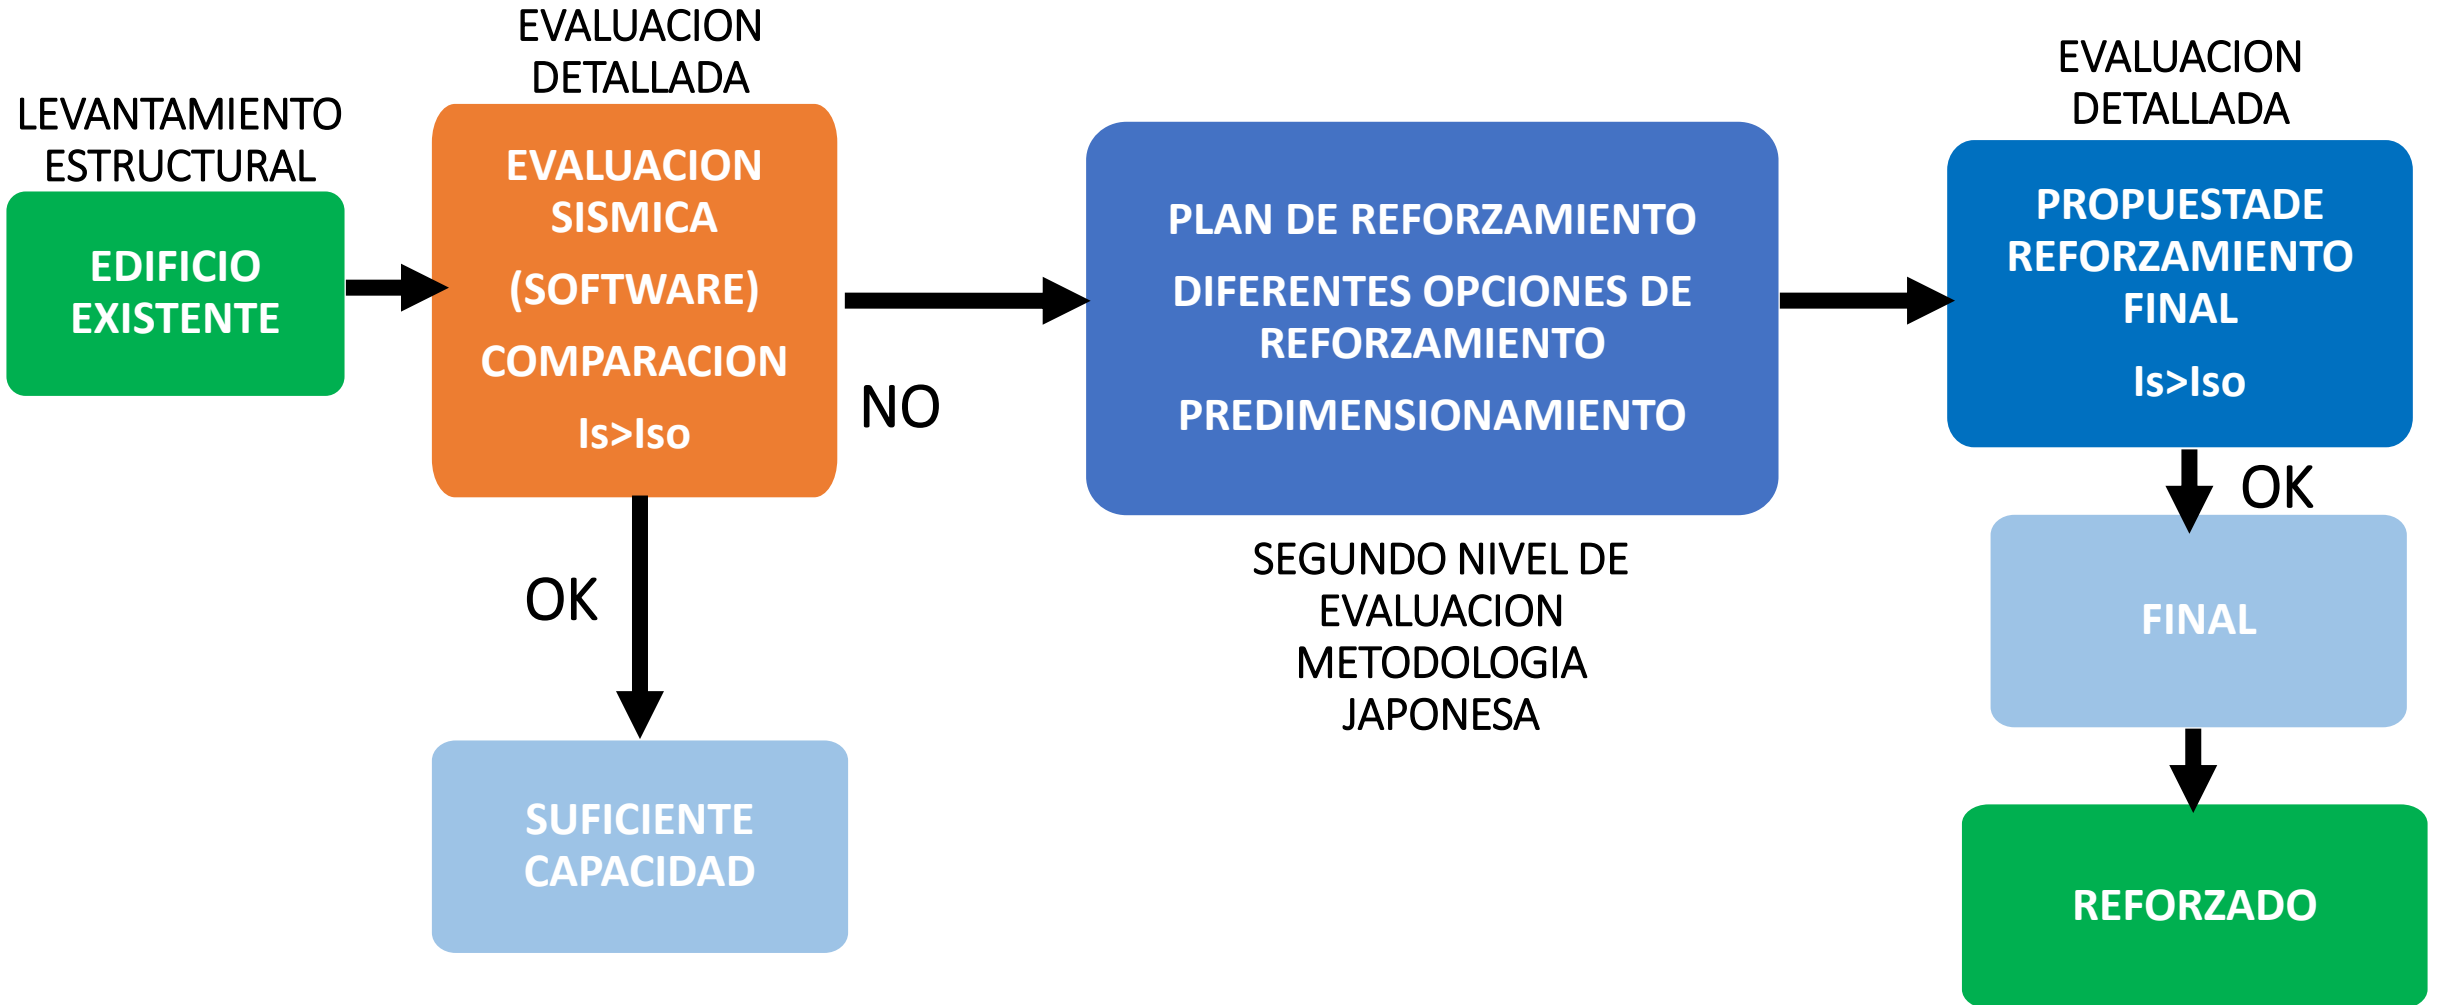 LEVANTAMIENTO
ESTRUCTURAL
EDIFICIO
EXISTENTE
EVALUACION
DETALLADA
EVALUACION
SISMICA
(SOFTWARE)
COMPARACION
Is>Iso
NO
OK
SUFICIENTE
CAPACIDAD
PLAN DE REFORZAMIENTO
DIFERENTES OPCIONES DE
REFORZAMIENTO
PREDIMENSIONAMIENTO
SEGUNDO NIVEL DE
EVALUACION
METODOLOGIA
JAPONESA
EVALUACION
DETALLADA
PROPUESTADE
REFORZAMIENTO
FINAL
Is>Iso
OK
FINAL
REFORZADO